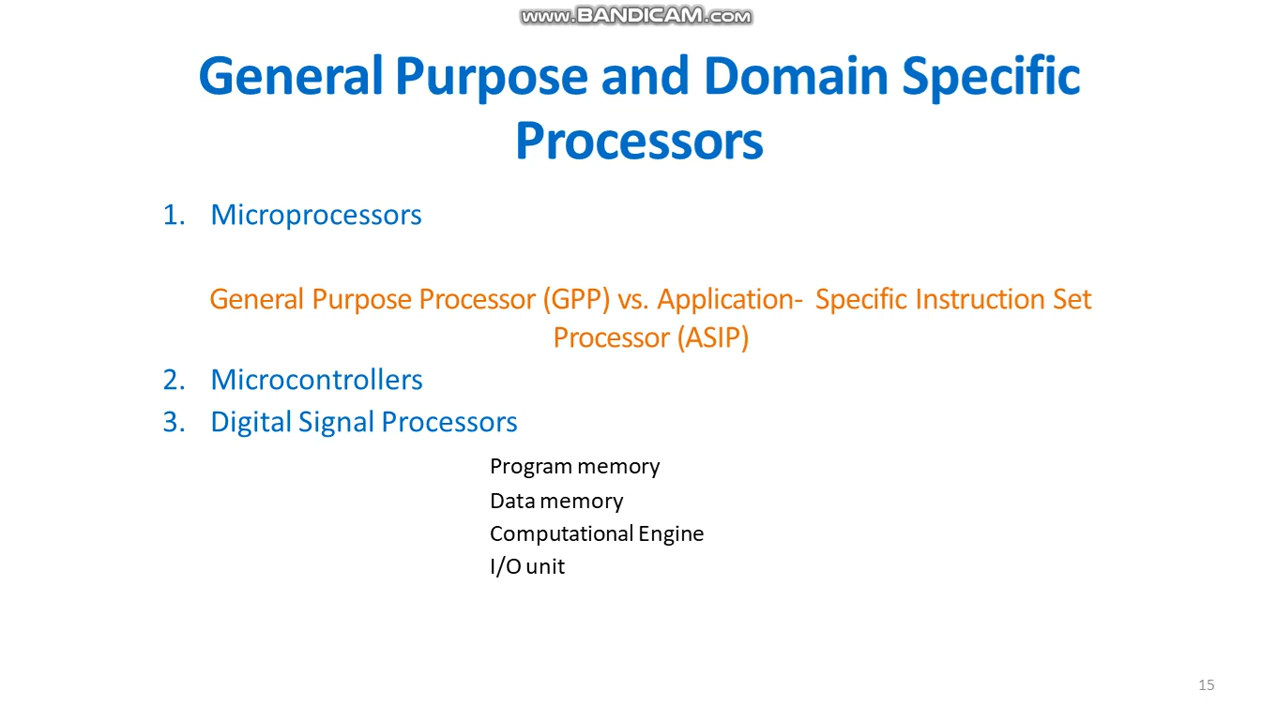 www.BANDICAM.com
General Purpose and Domain Specific
Processors
1. Microprocessors
General Purpose Processor (GPP) vs. Application- Specific Instruction Set
Processor (ASIP)
2. Microcontrollers
3. Digital Signal Processors
Program memory
Data memory
Computational Engine
I/O unit
15